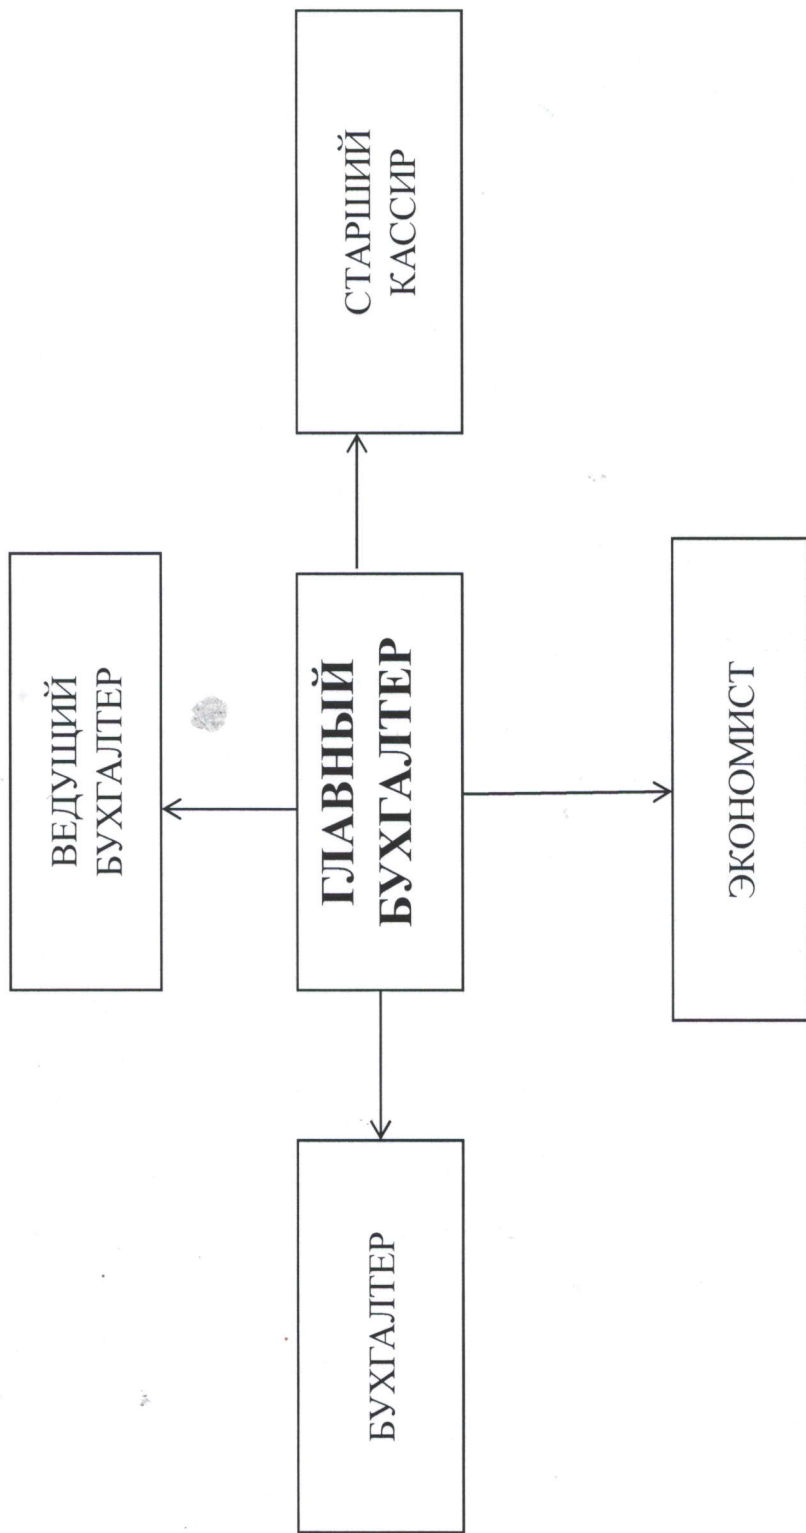 ВЕДУЩИЙ
БУХГАЛТЕР
БУХГАЛТЕР
ГЛАВНЫЙ
БУХГАЛТЕР
СТАРШИЙ
КАССИР
ЭКОНОМИСТ